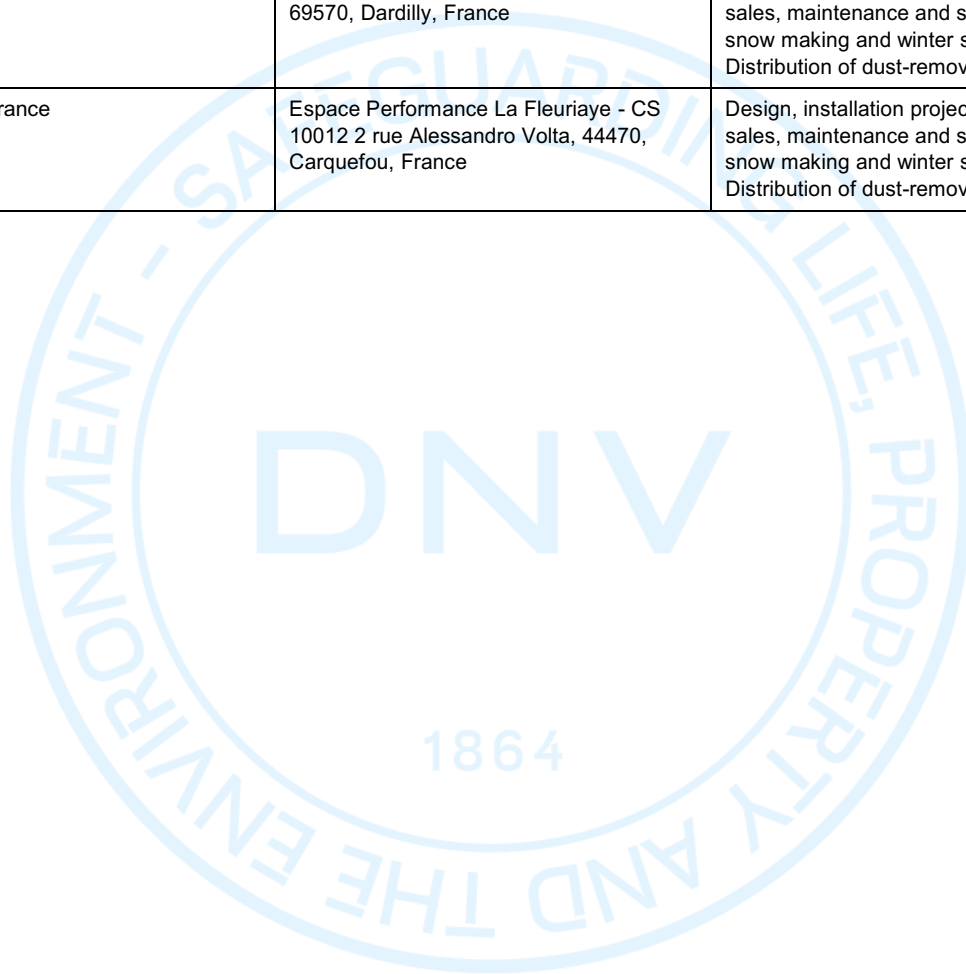 69570, Dardilly, France
sales, maintenance and s
snow making and winter s
Distribution of dust-remov
rance
Espace Performance La Fleuriaye - CS
10012 2 rue Alessandro Volta, 44470,
Carquefou, France
Design, installation projec
sales, maintenance and s
snow making and winter s
Distribution of dust-remov
SAFEGUARDING LIFE, PROPERTY AND THE ENVIRONMENT -
DNV
1864